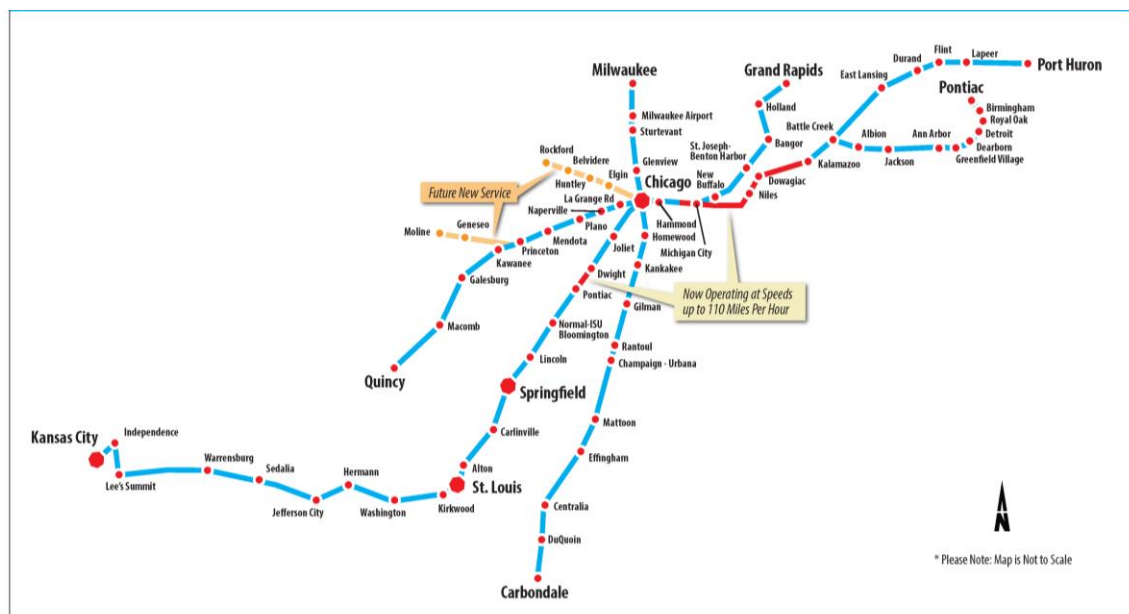 Milwaukee
Milwaukee Airport
Sturtevant
Glenview
Chicago
Grand Rapids
Holland
Bangor
St. Joseph-
Benton Harbor
New
Buffalo
Port Huron
Lapeer
Flint
Durand
East Lansing
Battle Creek
Pontiac
Birmingham
Royal Oak
Detroit
Dearborn
Greenfield Village
Ann Arbor
Jackson
Albion
Kalamazoo
Dowagiac
Niles
Michigan City
Hammond
Homewood
Rockford
Belvidere
Huntley
Elgin
Future New Service
La Grange Rd
Naperville
Plano
Mendota
Princeton
Geneseo
Moline
Kawanee
Galesburg
Macomb
Quincy
Joliet
Dwight
Pontiac
Normal-ISU
Bloomington
Lincoln
Springfield
Carlinville
Alton
St. Louis
Kirkwood
Washington
Hermann
Jefferson City
Sedalia
Warrensburg
Lee's Summit
Independence
Kansas City
Kankakee
Gilman
Rantoul
Champaign - Urbana
Mattoon
Effingham
Centralia
DuQuoin
Carbondale
Now Operating at Speeds
up to 110 Miles Per Hour
N
* Please Note: Map is Not to Scale